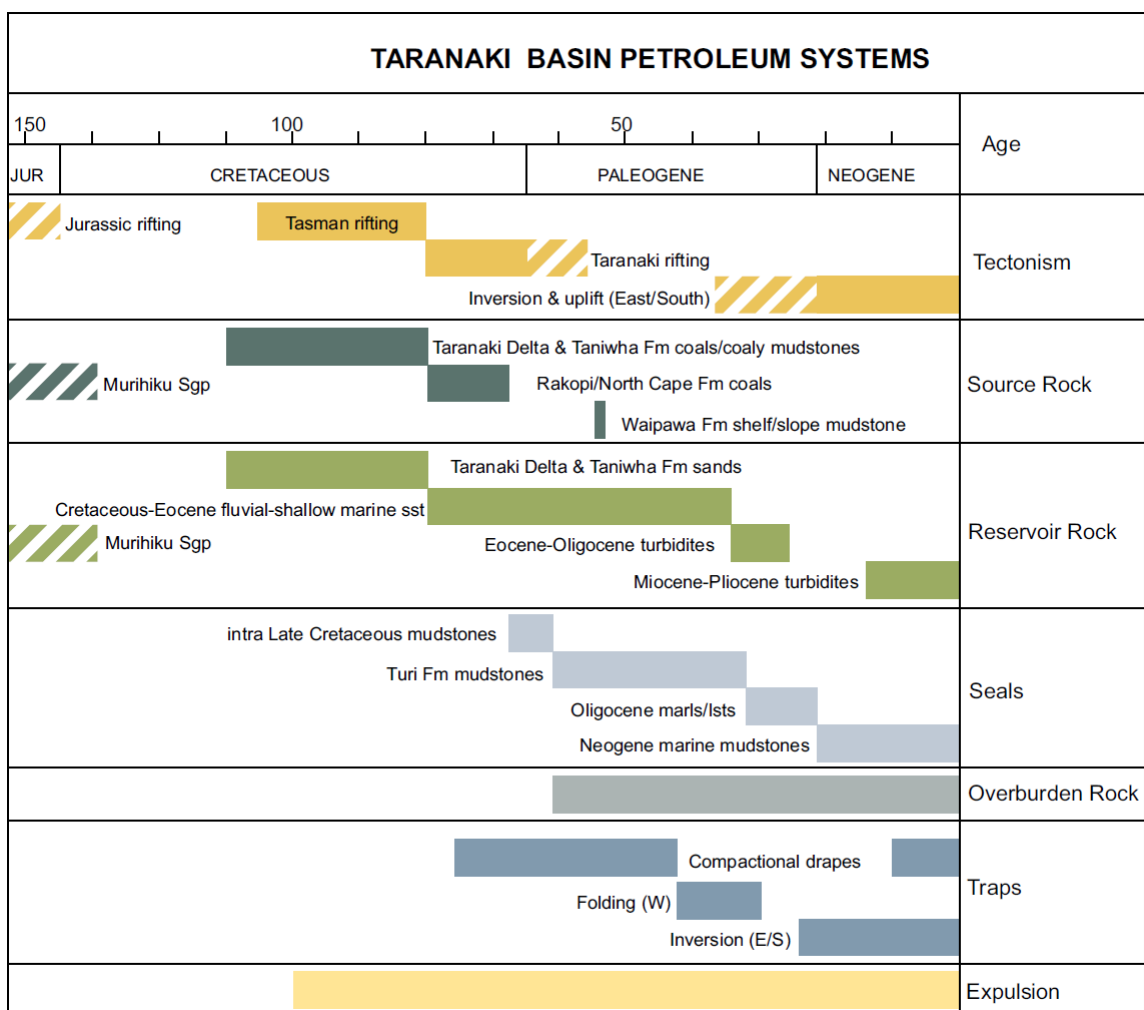 TARANAKI  BASIN PETROLEUM SYSTEMS
150
100
50
Age
JUR
CRETACEOUS
PALEOGENE
NEOGENE
Jurassic rifting
Tasman rifting
Taranaki rifting
Inversion & uplift (East/South)
Tectonism
Taranaki Delta & Taniwha Fm coals/coaly mudstones
Murihiku Sgp
Rakopi/North Cape Fm coals
Waipawa Fm shelf/slope mudstone
Source Rock
Taranaki Delta & Taniwha Fm sands
Cretaceous-Eocene fluvial-shallow marine sst
Murihiku Sgp
Eocene-Oligocene turbidites
Miocene-Pliocene turbidites
Reservoir Rock
intra Late Cretaceous mudstones
Turi Fm mudstones
Oligocene marls/lsts
Neogene marine mudstones
Seals
Overburden Rock
Compactional drapes
Folding (W)
Inversion (E/S)
Traps
Expulsion